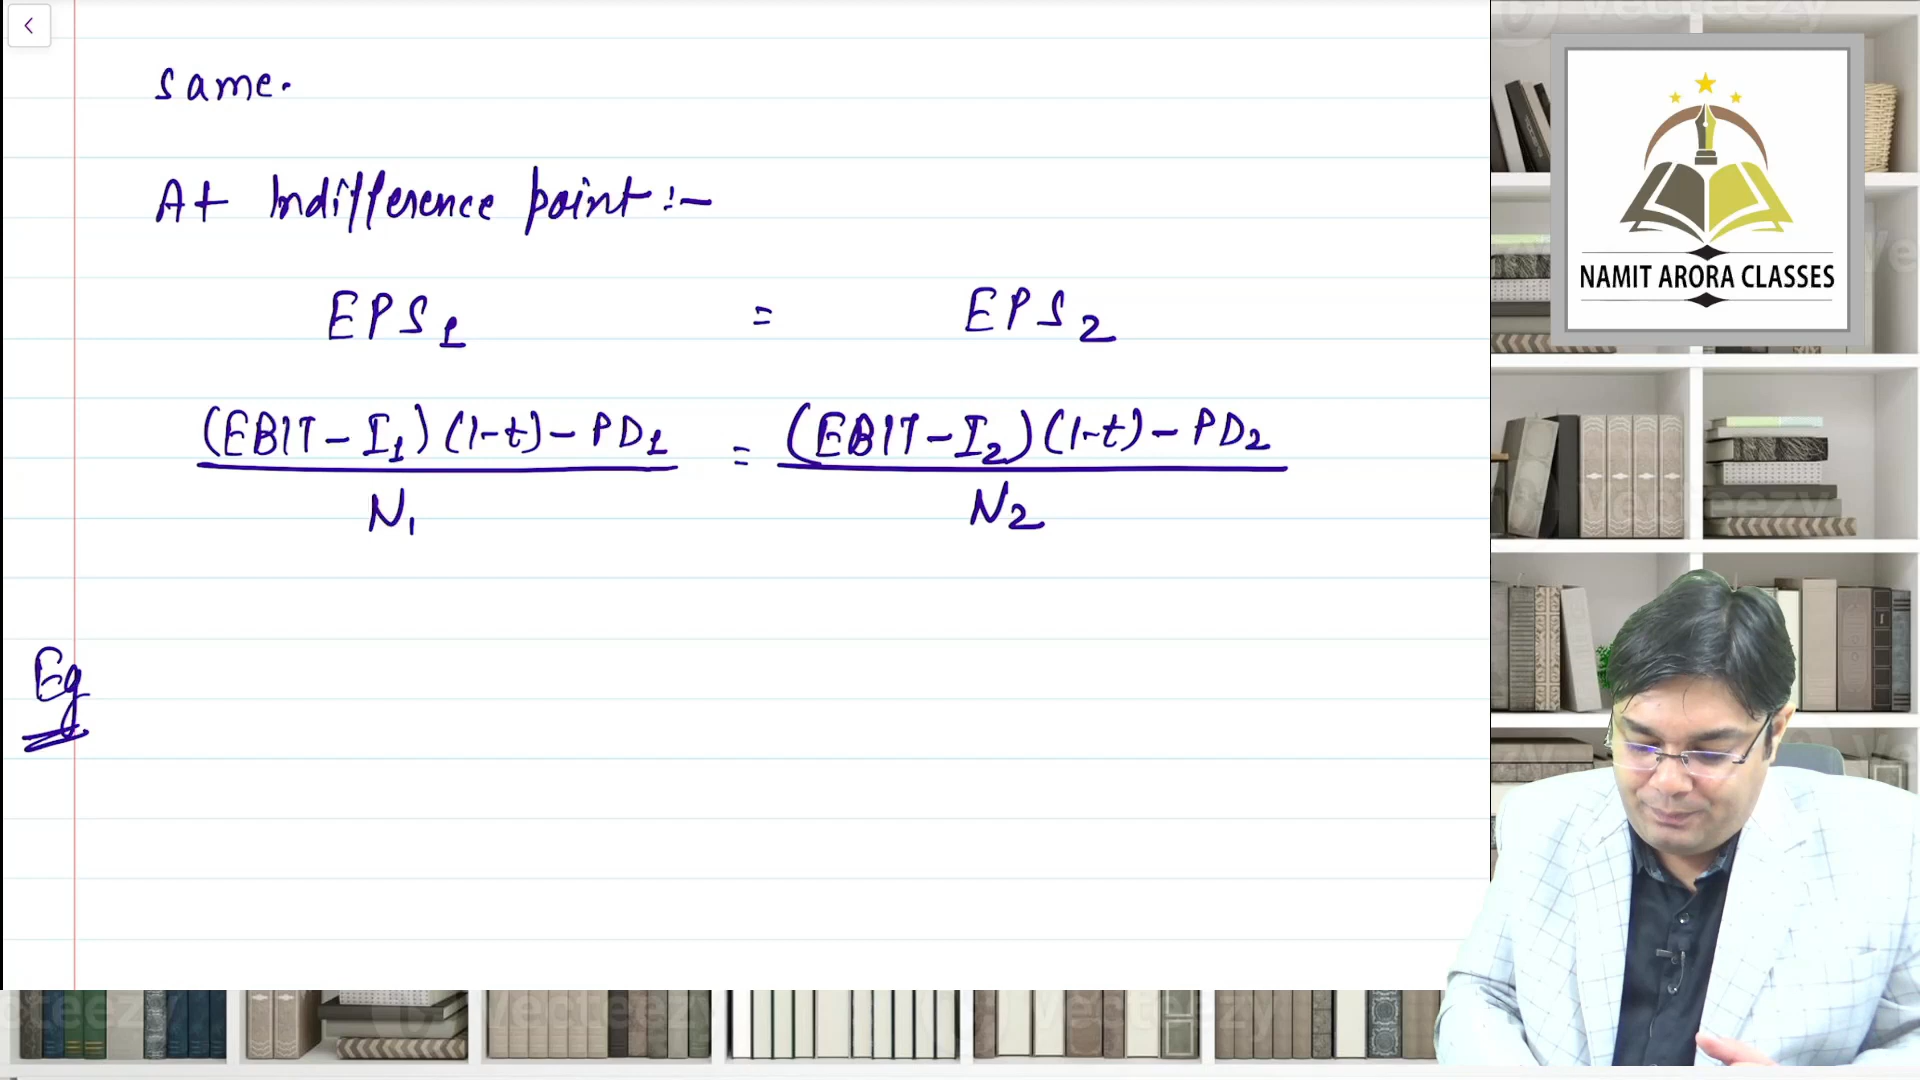 same.
At Indifference point :-
EPS1 = EPS2
(EBIT - I1) (1-t) - PD1 / N1 = (EBIT - I2) (1-t) - PD2 / N2
Eg
NAMIT ARORA CLASSES
vecteezy